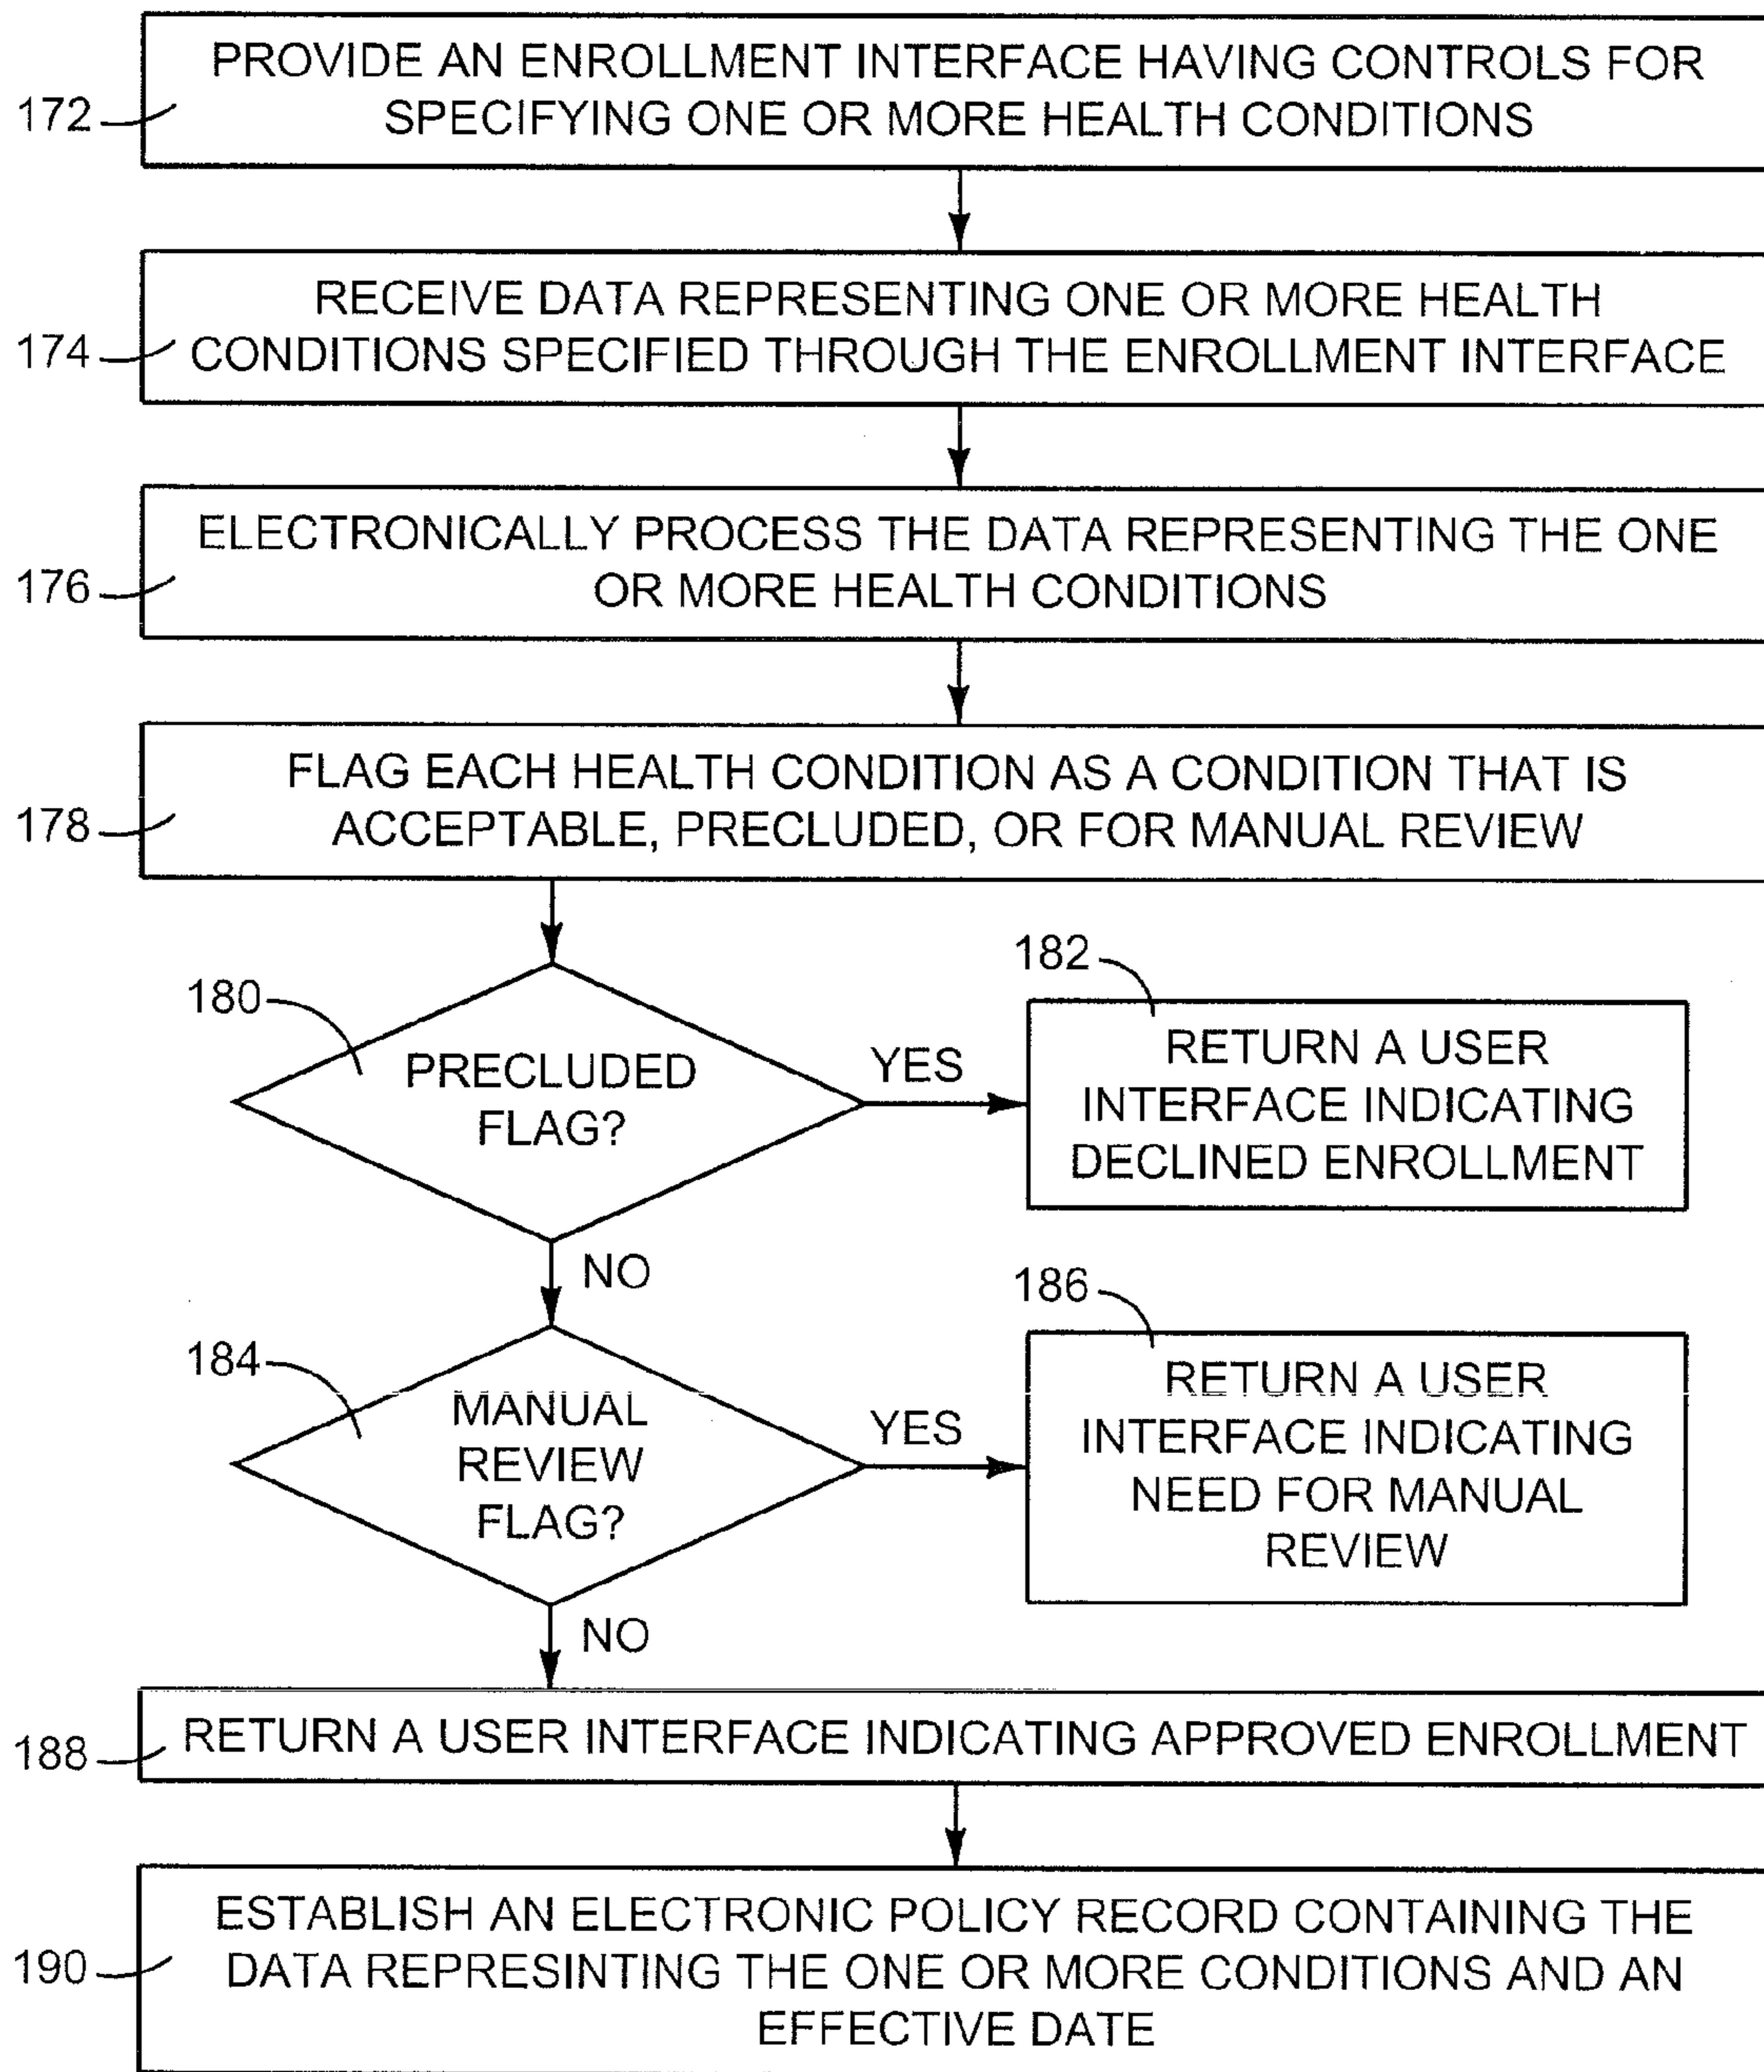 PROVIDE AN ENROLLMENT INTERFACE HAVING CONTROLS FOR
SPECIFYING ONE OR MORE HEALTH CONDITIONS
172
RECEIVE DATA REPRESENTING ONE OR MORE HEALTH
CONDITIONS SPECIFIED THROUGH THE ENROLLMENT INTERFACE
174
ELECTRONICALLY PROCESS THE DATA REPRESENTING THE ONE
OR MORE HEALTH CONDITIONS
176
FLAG EACH HEALTH CONDITION AS A CONDITION THAT IS
ACCEPTABLE, PRECLUDED, OR FOR MANUAL REVIEW
178
180
PRECLUDED
FLAG?
YES
182
RETURN A USER
INTERFACE INDICATING
DECLINED ENROLLMENT
NO
184
MANUAL
REVIEW
FLAG?
YES
186
RETURN A USER
INTERFACE INDICATING
NEED FOR MANUAL
REVIEW
NO
188
RETURN A USER INTERFACE INDICATING APPROVED ENROLLMENT
ESTABLISH AN ELECTRONIC POLICY RECORD CONTAINING THE
190
DATA REPRESINTING THE ONE OR MORE CONDITIONS AND AN
EFFECTIVE DATE